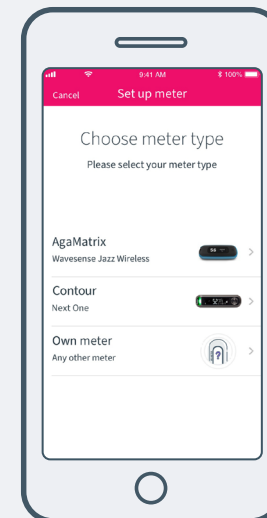 9:41 AM 100%
Cancel Set up meter
Choose meter type
Please select your meter type
AgaMatrix
Wavesense Jazz Wireless
Contour
Next One
Own meter
Any other meter
?